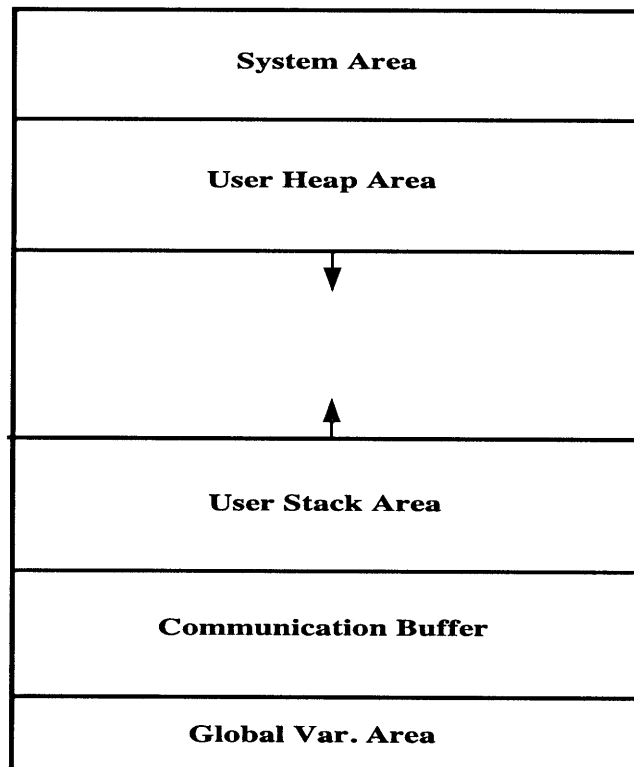 System Area
User Heap Area
User Stack Area
Communication Buffer
Global Var. Area